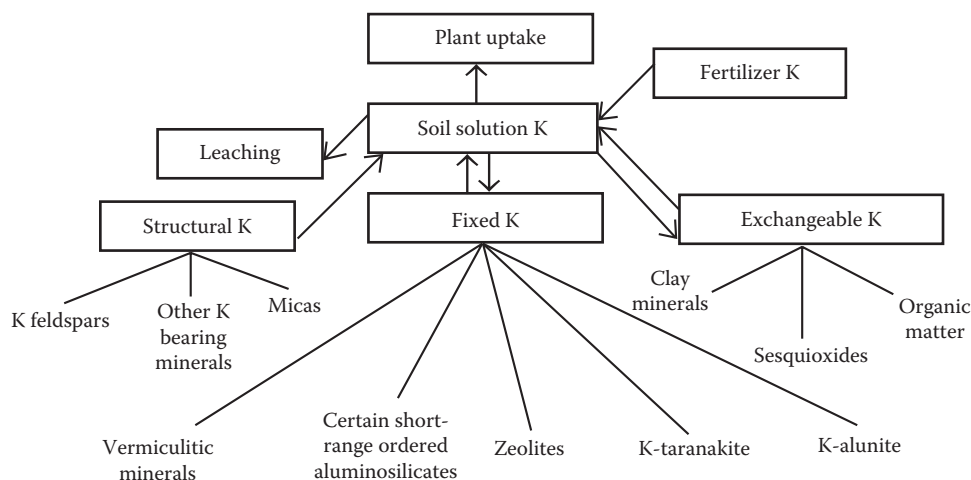 Plant uptake
Fertilizer K
Soil solution K
Leaching
Structural K
Fixed K
Exchangeable K
K feldspars
Other K
bearing
minerals
Micas
Clay
minerals
Sesquioxides
Organic
matter
Vermiculitic
minerals
Certain short-
range ordered
aluminosilicates
Zeolites
K-taranakite
K-alunite